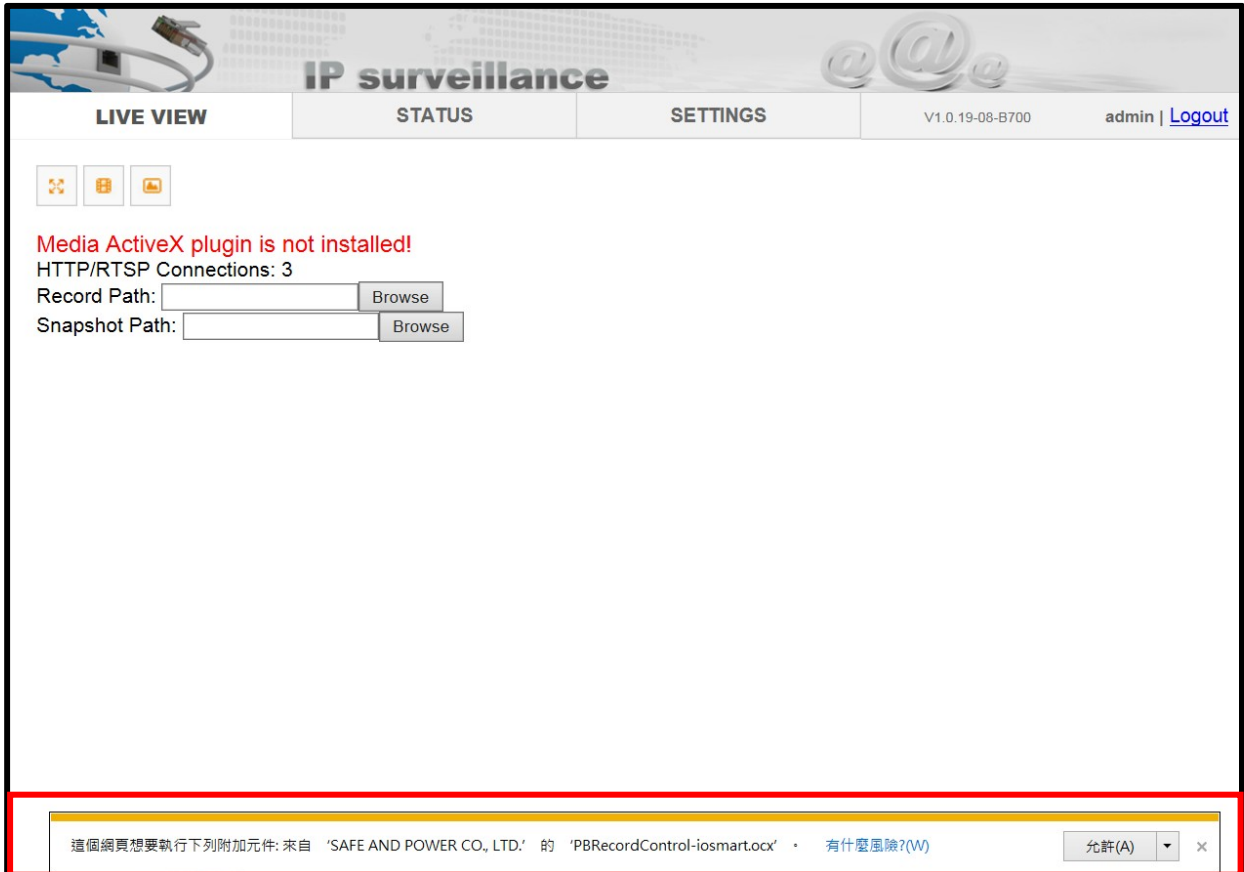 IP surveillance
@ @ @
LIVE VIEW STATUS SETTINGS V1.0.19-08-B700 admin | Logout
Media ActiveX plugin is not installed!
HTTP/RTSP Connections: 3
Record Path: Browse
Snapshot Path: Browse
這個網頁想要執行下列附加元件: 來自 'SAFE AND POWER CO., LTD.' 的 'PBRecordControl-iosmart.ocx'。 有什麼風險?(W) 允許(A) ×